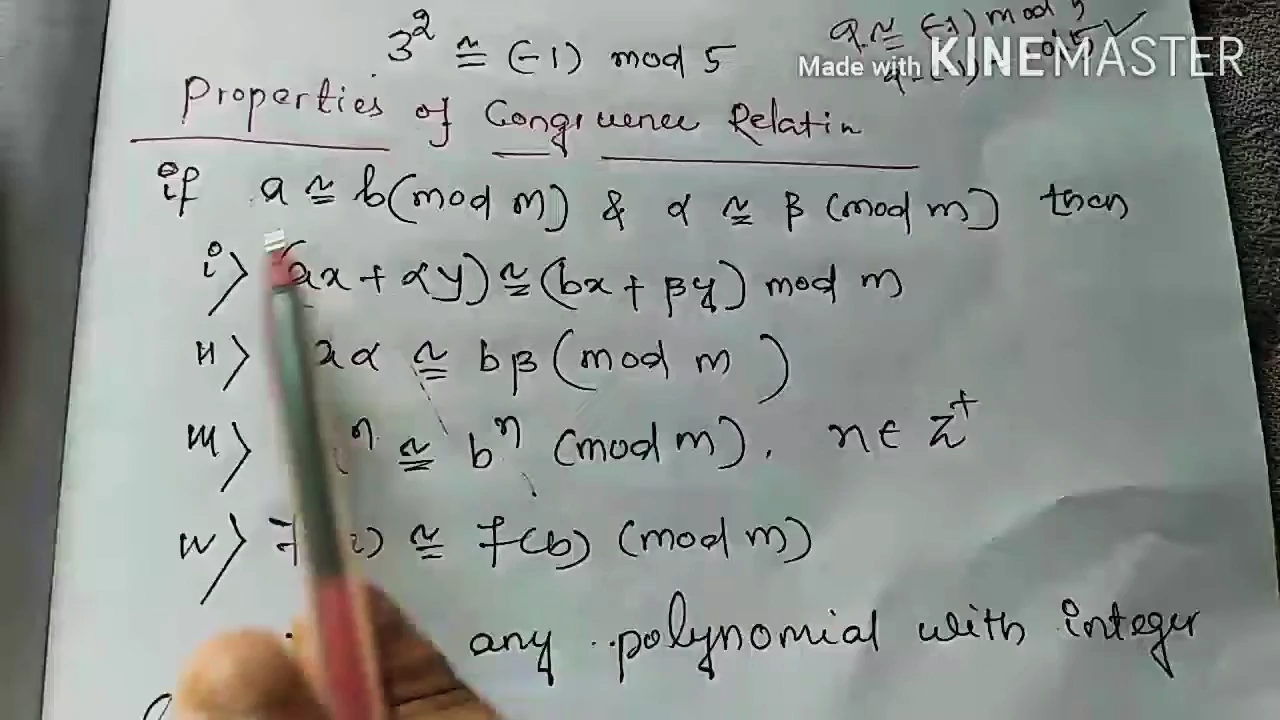 3² ≅ (-1) mod 5
Made with KINEMASTER
Properties of Congruence Relatin
if a ≅ b(mod m) & α ≅ β (mod m) then
i> (ax + αy) ≅ (bx + βy) mod m
ii> xα ≅ bβ (mod m)
iii> ⁿ ≅ bⁿ (mod m). n ∈ Z⁺
iv> ≅ f(b) (mod m)
any polynomial with integer